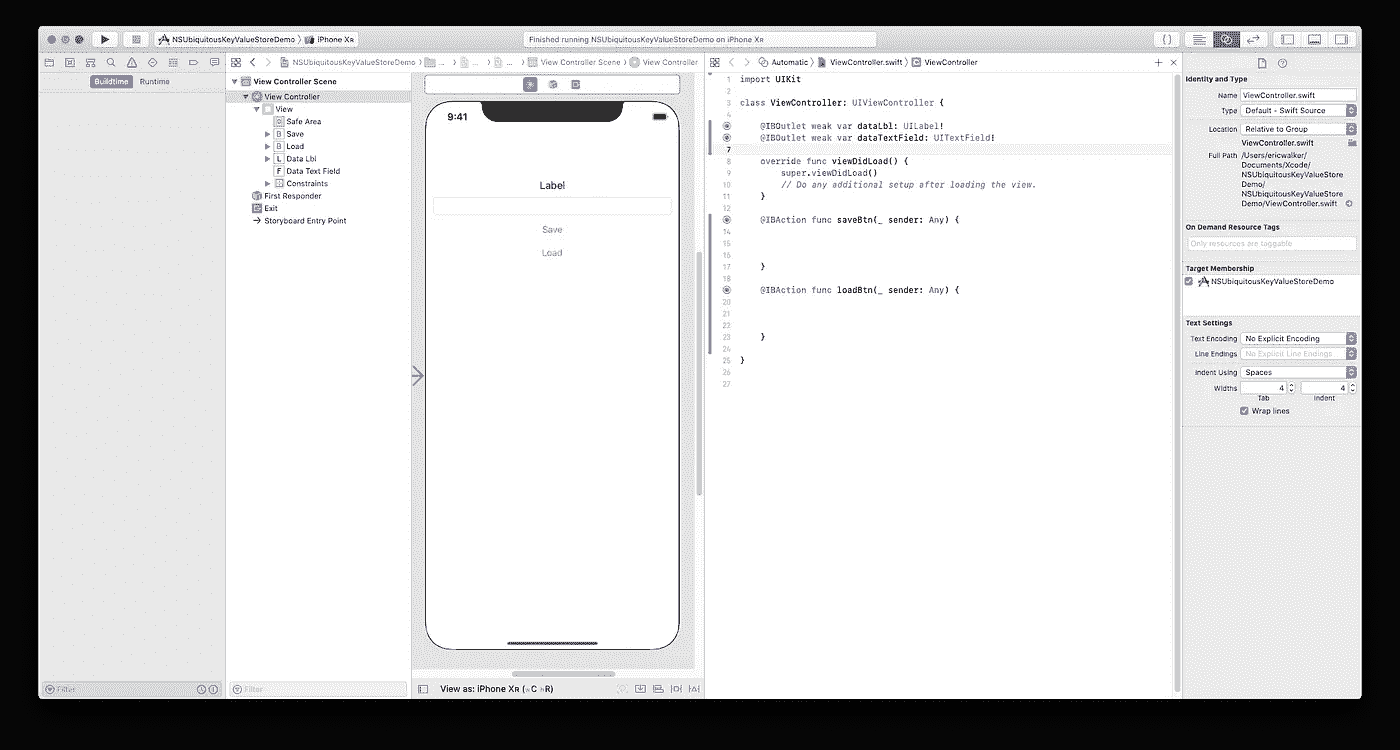 NSUbiquitousKeyValueStoreDemo
iPhone XR
Finished running NSUbiquitousKeyValueStoreDemo on iPhone XR
{ }
NSUbiquitousKeyValueStoreDemo
...
...
...
View Controller Scene
View Controller
Automatic
ViewController.swift
ViewController
Buildtime
Runtime
View Controller Scene
View Controller
View
Safe Area
B Save
B Load
L Data Lbl
F Data Text Field
Constraints
First Responder
Exit
Storyboard Entry Point
Filter
Filter
9:41
Label
Save
Load
View as: iPhone XR (wC hR)
1 import UIKit
2
3 class ViewController: UIViewController {
4
@IBOutlet weak var dataLbl: UILabel!
@IBOutlet weak var dataTextField: UITextField!
7
8 override func viewDidLoad() {
9 super.viewDidLoad()
10 // Do any additional setup after loading the view.
11 }
12
@IBAction func saveBtn(_ sender: Any) {
14
15
16
17 }
18
@IBAction func loadBtn(_ sender: Any) {
20
21
22
23 }
24
25 }
26
27
Identity and Type
Name ViewController.swift
Type Default - Swift Source
Location Relative to Group
ViewController.swift
Full Path /Users/ericwalker/
Documents/Xcode/
NSUbiquitousKeyValueStore
Demo/
NSUbiquitousKeyValueStore
Demo/ViewController.swift
On Demand Resource Tags
Only resources are taggable
Target Membership
NSUbiquitousKeyValueStoreDemo
Text Settings
Text Encoding No Explicit Encoding
Line Endings No Explicit Line Endings
Indent Using Spaces
Widths 4 4
Tab Indent
Wrap lines